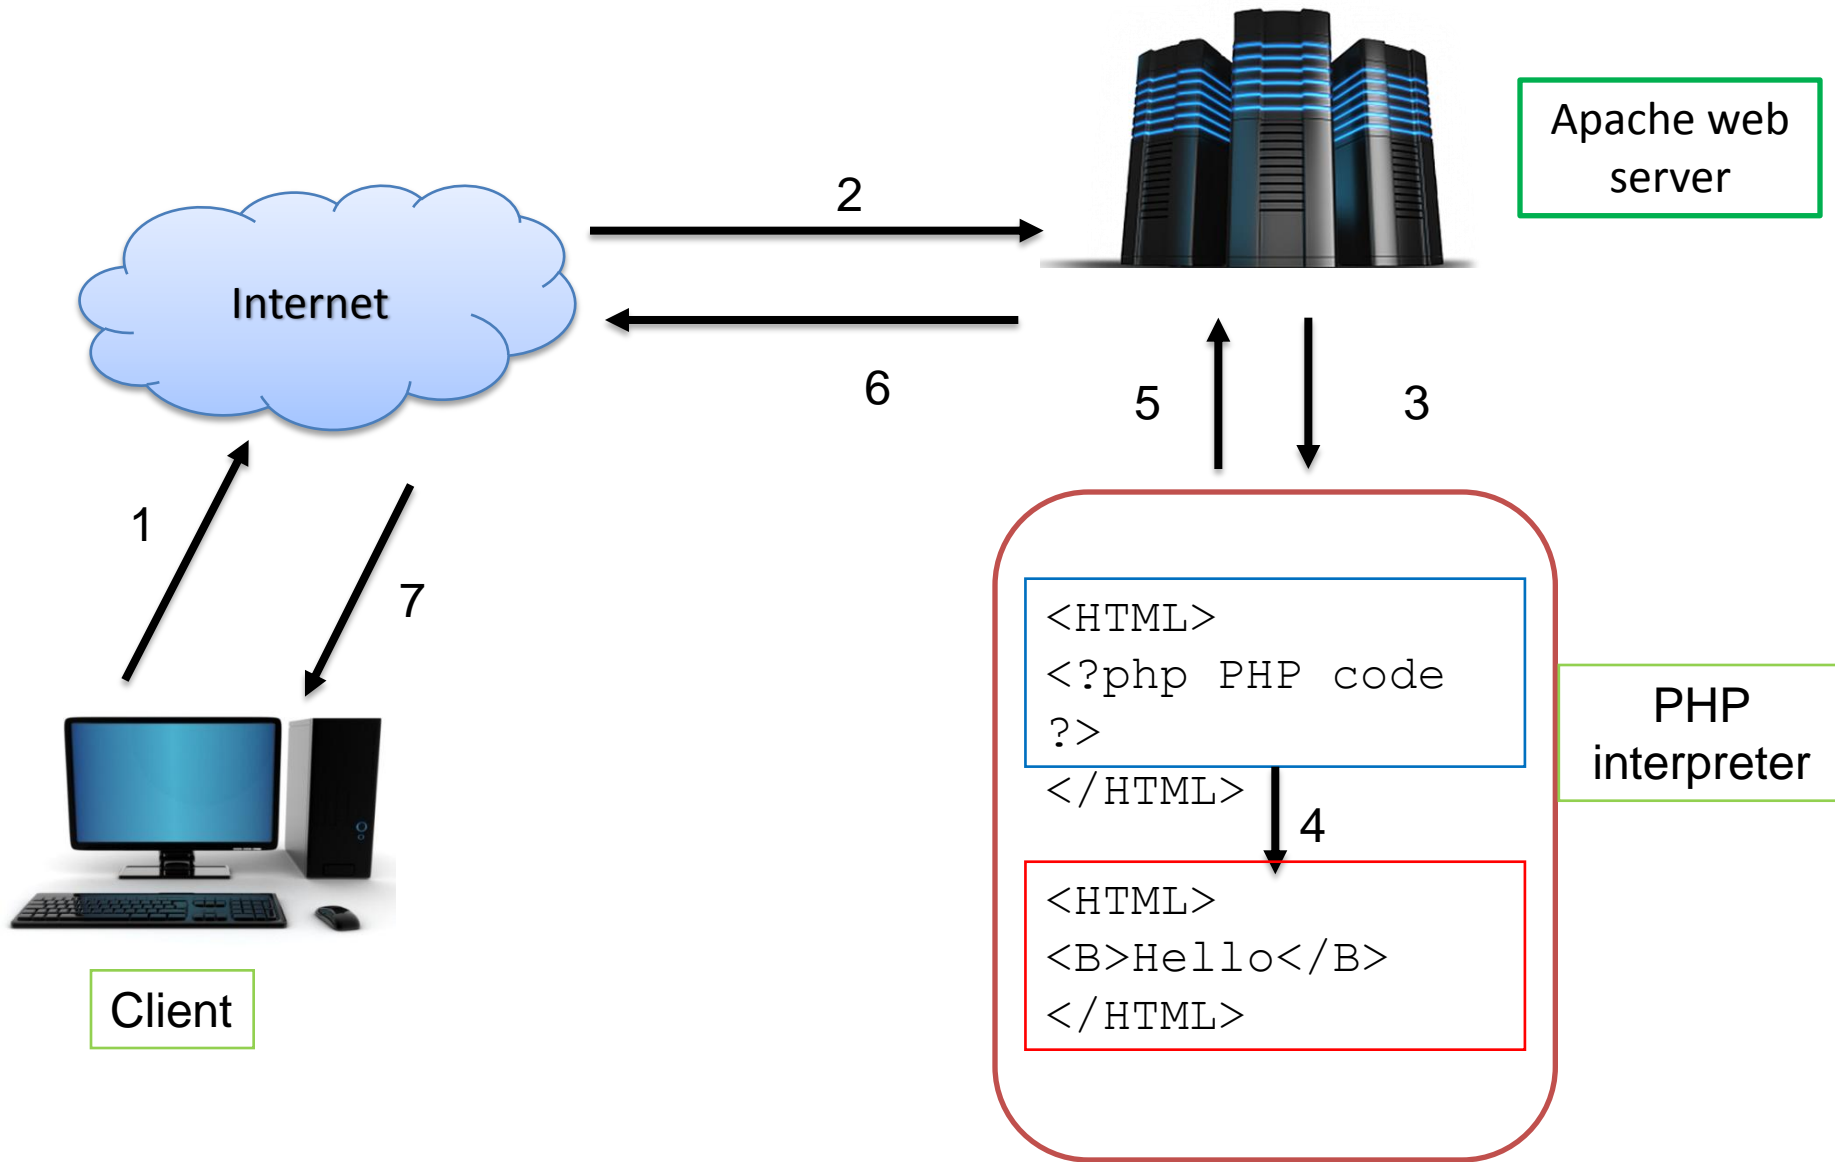 2
Apache web
server
Internet
6
5
3
1
7
<HTML>
<?php PHP code
?>
</HTML>
4
PHP
interpreter
<HTML>
<B>Hello</B>
</HTML>
Client